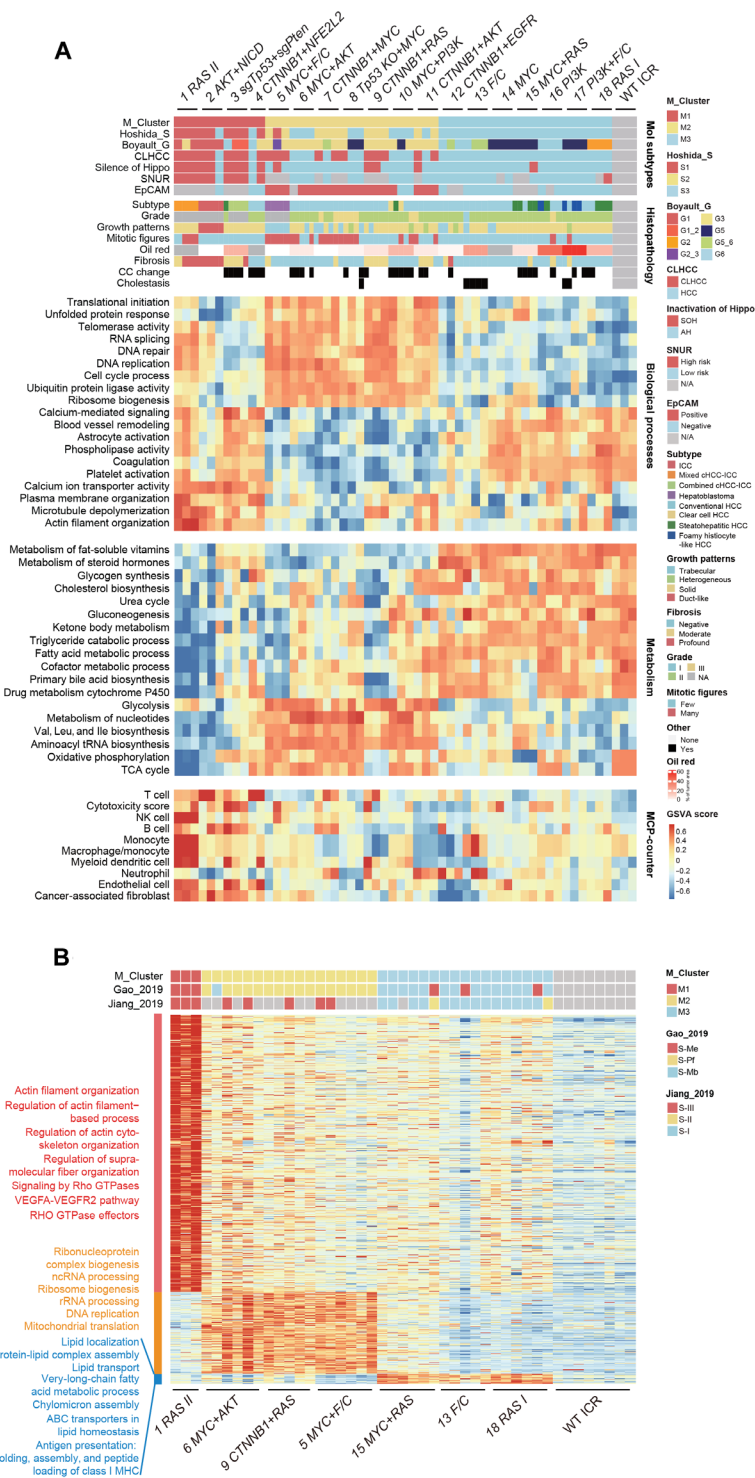 A
1 RAS II
2 AKT+NICD
3 sgTp53+sgPten
4 CTNNB1+NFE2L2
5 MYC+F/C
6 MYC+AKT
7 CTNNB1+MYC
8 Tp53 KO+MYC
9 CTNNB1+RAS
10 MYC+PI3K
11 CTNNB1+AKT
12 CTNNB1+EGFR
13 F/C
14 MYC
15 MYC+RAS
16 PI3K
17 PI3K+F/C
18 RAS I
WT ICR
M_Cluster
Hoshida_S
Boyault_G
CLHCC
Silence of Hippo
SNUR
EpCAM
Mol subtypes
Subtype
Grade
Growth patterns
Mitotic figures
Oil red
Fibrosis
CC change
Cholestasis
Histopathology
Translational initiation
Unfolded protein response
Telomerase activity
RNA splicing
DNA repair
DNA replication
Cell cycle process
Ubiquitin protein ligase activity
Ribosome biogenesis
Calcium-mediated signaling
Blood vessel remodeling
Astrocyte activation
Phospholipase activity
Coagulation
Platelet activation
Calcium ion transporter activity
Plasma membrane organization
Microtubule depolymerization
Actin filament organization
Biological processes
Metabolism of fat-soluble vitamins
Metabolism of steroid hormones
Glycogen synthesis
Cholesterol biosynthesis
Urea cycle
Gluconeogenesis
Ketone body metabolism
Triglyceride catabolic process
Fatty acid metabolic process
Cofactor metabolic process
Primary bile acid biosynthesis
Drug metabolism cytochrome P450
Glycolysis
Metabolism of nucleotides
Val, Leu, and Ile biosynthesis
Aminoacyl tRNA biosynthesis
Oxidative phosphorylation
TCA cycle
Metabolism
T cell
Cytotoxicity score
NK cell
B cell
Monocyte
Macrophage/monocyte
Myeloid dendritic cell
Neutrophil
Endothelial cell
Cancer-associated fibroblast
MCP-counter
M_Cluster
M1
M2
M3
Hoshida_S
S1
S2
S3
Boyault_G
G1 G3
G1_2 G5
G2 G5_6
G2_3 G6
CLHCC
CLHCC
HCC
Inactivation of Hippo
SOH
AH
SNUR
High risk
Low risk
N/A
EpCAM
Positive
Negative
N/A
Subtype
ICC
Mixed cHCC-ICC
Combined cHCC-ICC
Hepatoblastoma
Conventional HCC
Clear cell HCC
Steatohepatitic HCC
Foamy histiocyte
-like HCC
Growth patterns
Trabecular
Heterogeneous
Solid
Duct-like
Fibrosis
Negative
Moderate
Profound
Grade
I III
II NA
Mitotic figures
Few
Many
Other
None
Yes
Oil red
60
40
20
0
% of tumor area
GSVA score
0.6
0.4
0.2
0
−0.2
−0.4
−0.6
B
M_Cluster
Gao_2019
Jiang_2019
Actin filament organization
Regulation of actin filament−
based process
Regulation of actin cyto-
skeleton organization
Regulation of supra-
molecular fiber organization
Signaling by Rho GTPases
VEGFA-VEGFR2 pathway
RHO GTPase effectors
Ribonucleoprotein
complex biogenesis
ncRNA processing
Ribosome biogenesis
rRNA processing
DNA replication
Mitochondrial translation
Lipid localization
rotein-lipid complex assembly
Lipid transport
Very-long-chain fatty
acid metabolic process
Chylomicron assembly
ABC transporters in
lipid homeostasis
Antigen presentation:
olding, assembly, and peptide
loading of class I MHC
1 RAS II
6 MYC+AKT
9 CTNNB1+RAS
5 MYC+F/C
15 MYC+RAS
13 F/C
18 RAS I
WT ICR
M_Cluster
M1
M2
M3
Gao_2019
S-Me
S-Pf
S-Mb
Jiang_2019
S-III
S-II
S-I